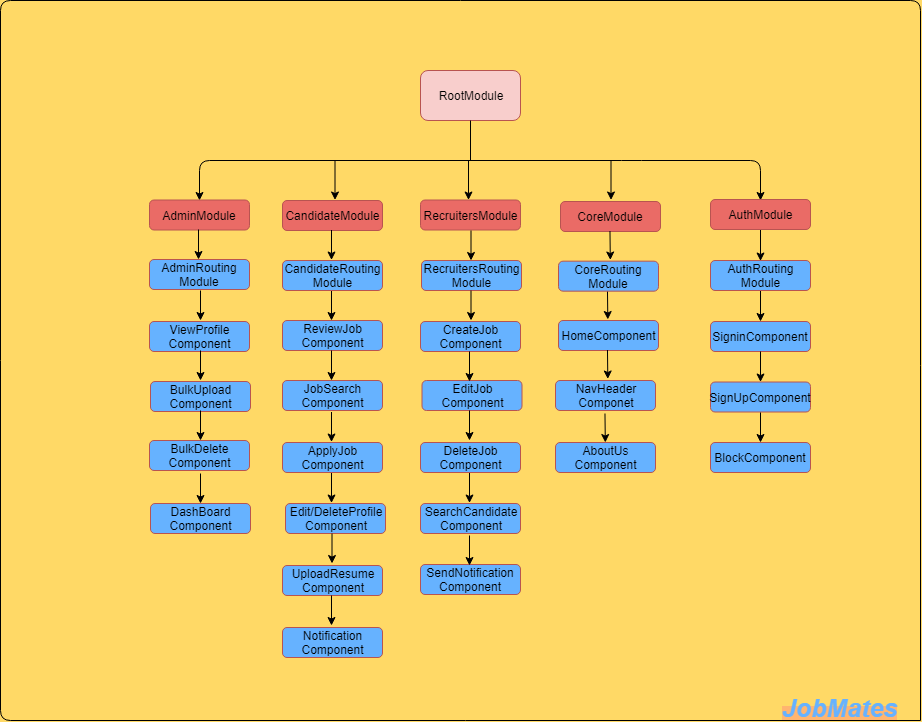 RootModule
AdminModule
CandidateModule
RecruitersModule
CoreModule
AuthModule
AdminRouting
Module
CandidateRouting
Module
RecruitersRouting
Module
CoreRouting
Module
AuthRouting
Module
ViewProfile
Component
ReviewJob
Component
CreateJob
Component
HomeComponent
SigninComponent
BulkUpload
Component
JobSearch
Component
EditJob
Component
NavHeader
Componet
SignUpComponent
BulkDelete
Component
ApplyJob
Component
DeleteJob
Component
AboutUs
Component
BlockComponent
DashBoard
Component
Edit/DeleteProfile
Component
SearchCandidate
Component
UploadResume
Component
SendNotification
Component
Notification
Component
JobMates